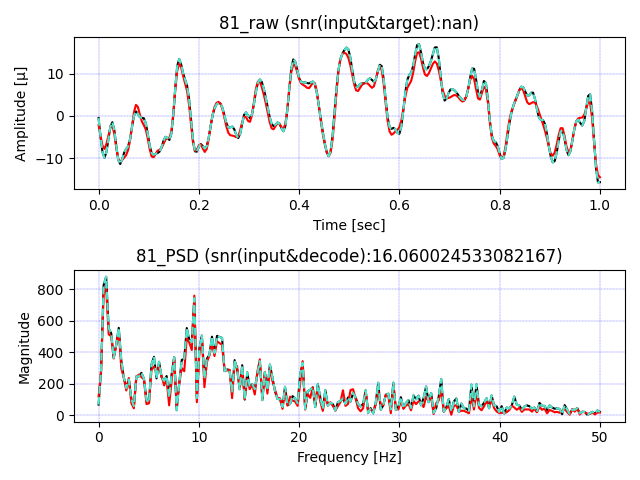 81_raw (snr(input&target):nan)
Amplitude [µ]
10
0
−10
0.0 0.2 0.4 0.6 0.8 1.0
Time [sec]
81_PSD (snr(input&decode):16.060024533082167)
Magnitude
800
600
400
200
0
0 10 20 30 40 50
Frequency [Hz]